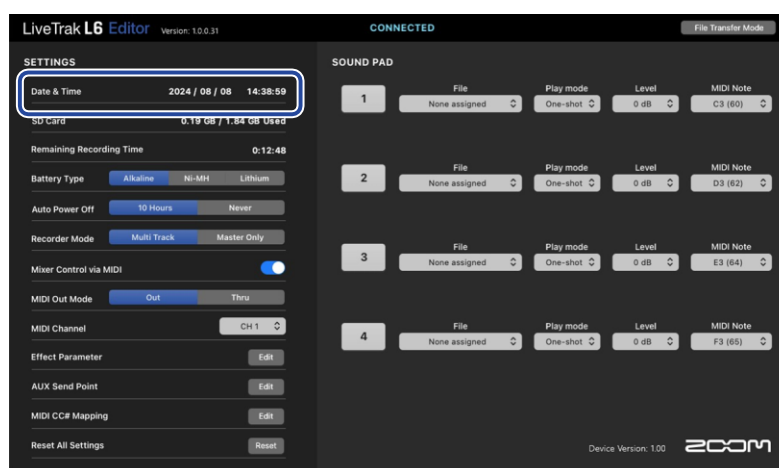 LiveTrak L6 Editor Version: 1.0.0.31 CONNECTED File Transfer Mode
SETTINGS
Date & Time 2024 / 08 / 08 14:38:59
SD Card 0.19 GB / 1.84 GB Used
Remaining Recording Time 0:12:48
Battery Type Alkaline Ni-MH Lithium
Auto Power Off 10 Hours Never
Recorder Mode Multi Track Master Only
Mixer Control via MIDI
MIDI Out Mode Out Thru
MIDI Channel CH 1
Effect Parameter Edit
AUX Send Point Edit
MIDI CC# Mapping Edit
Reset All Settings Reset
SOUND PAD
File Play mode Level MIDI Note
1 None assigned One-shot 0 dB C3 (60)
File Play mode Level MIDI Note
2 None assigned One-shot 0 dB D3 (62)
File Play mode Level MIDI Note
3 None assigned One-shot 0 dB E3 (64)
File Play mode Level MIDI Note
4 None assigned One-shot 0 dB F3 (65)
Device Version: 1.00 ZOOM